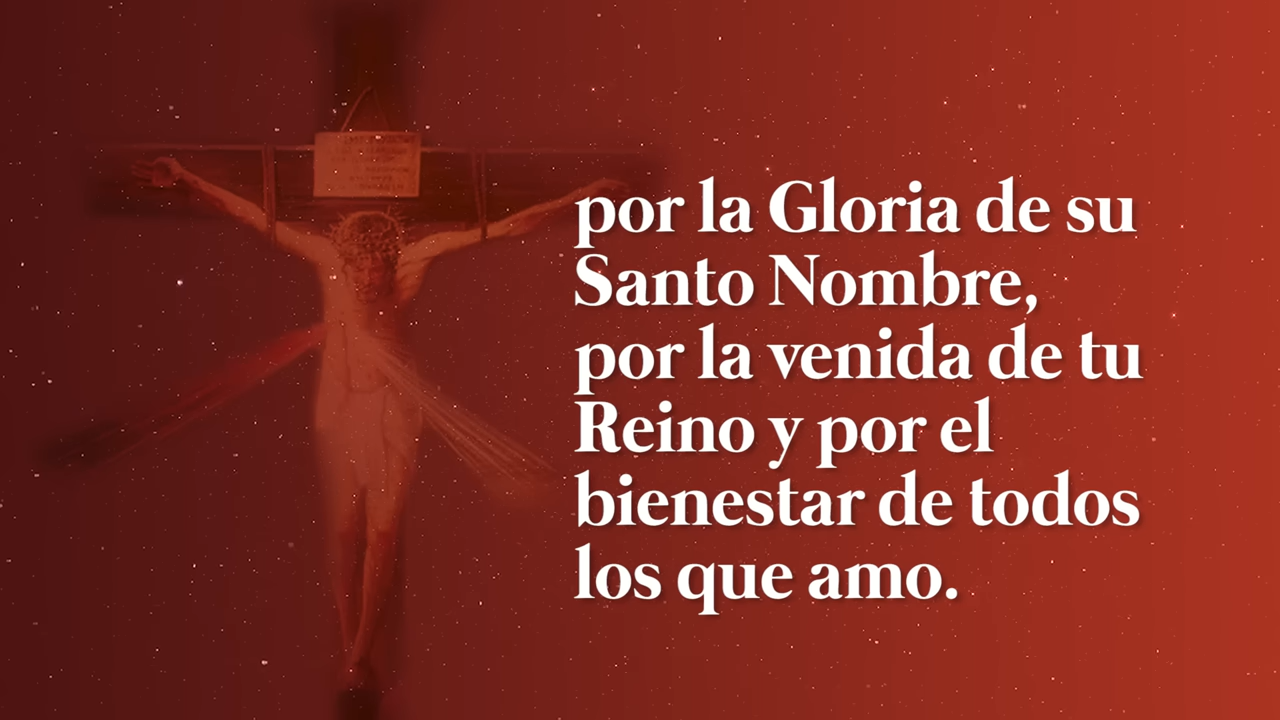 por la Gloria de su
Santo Nombre,
por la venida de tu
Reino y por el
bienestar de todos
los que amo.